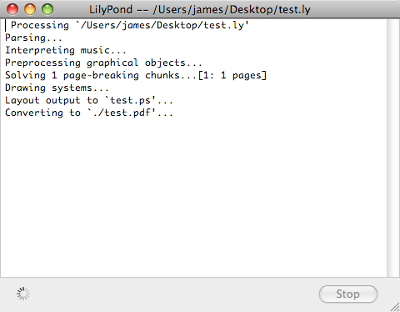 LilyPond -- /Users/james/Desktop/test.ly
Processing `/Users/james/Desktop/test.ly'
Parsing...
Interpreting music...
Preprocessing graphical objects...
Solving 1 page-breaking chunks...[1: 1 pages]
Drawing systems...
Layout output to `test.ps'...
Converting to `./test.pdf'...
Stop